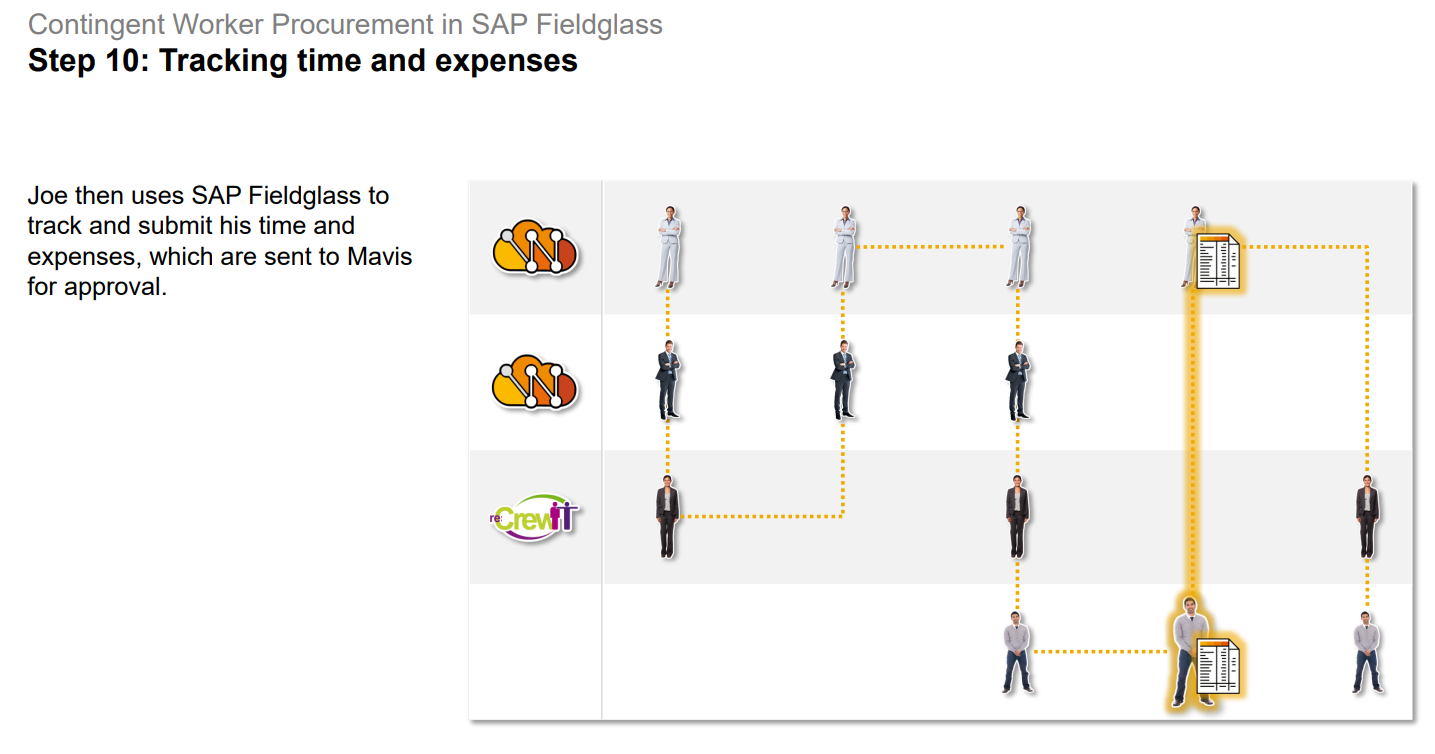 Contingent Worker Procurement in SAP Fieldglass
Step 10: Tracking time and expenses
Joe then uses SAP Fieldglass to
track and submit his time and
expenses, which are sent to Mavis
for approval.
re:CrewiT